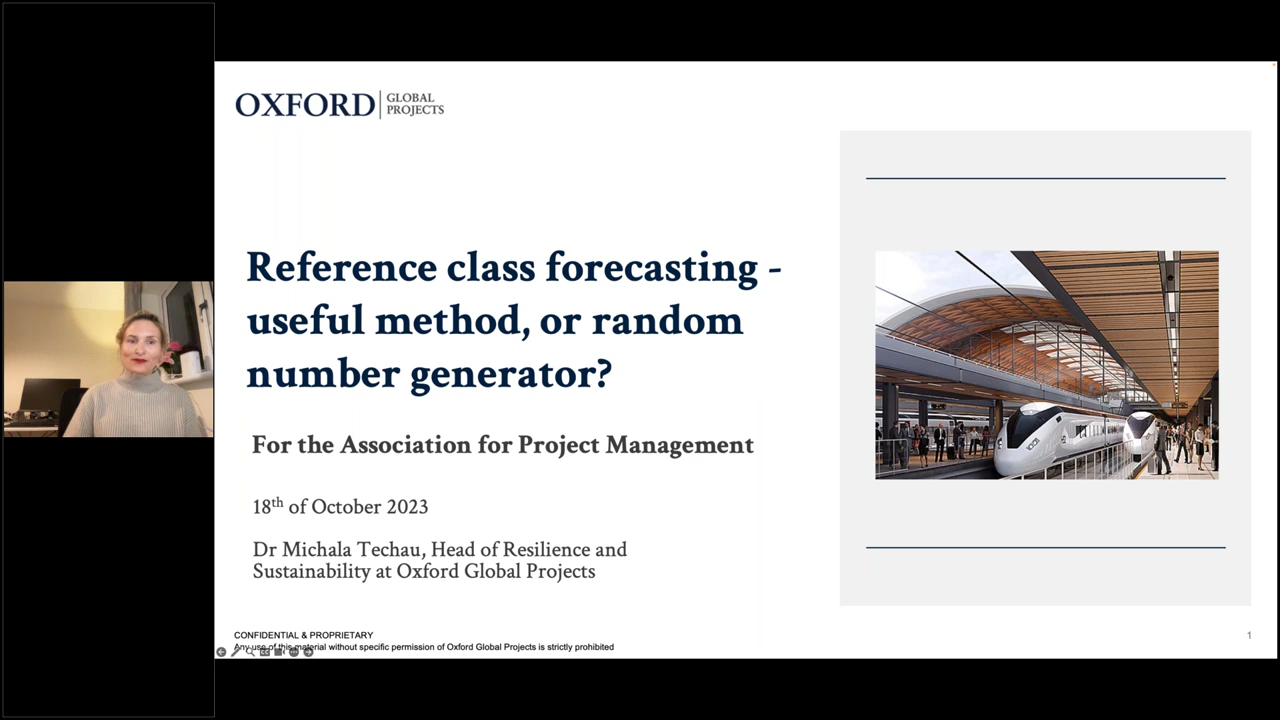 OXFORD
GLOBAL
PROJECTS
Reference class forecasting -
useful method, or random
number generator?
For the Association for Project Management
18th of October 2023
Dr Michala Techau, Head of Resilience and
Sustainability at Oxford Global Projects
CONFIDENTIAL & PROPRIETARY
Any use of this material without specific permission of Oxford Global Projects is strictly prohibited
1